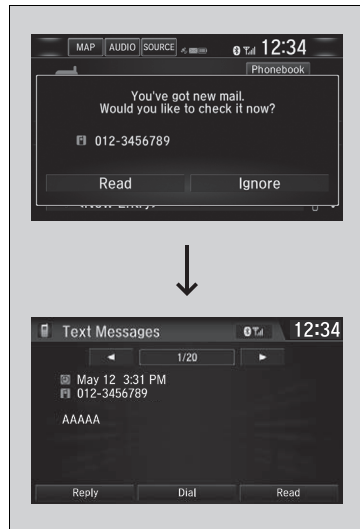 MAP AUDIO SOURCE 12:34
Phonebook
You've got new mail.
Would you like to check it now?
012-3456789
Read Ignore
<New Entry>
Text Messages 12:34
◄ 1/20 ►
May 12 3:31 PM
012-3456789
AAAAA
Reply Dial Read